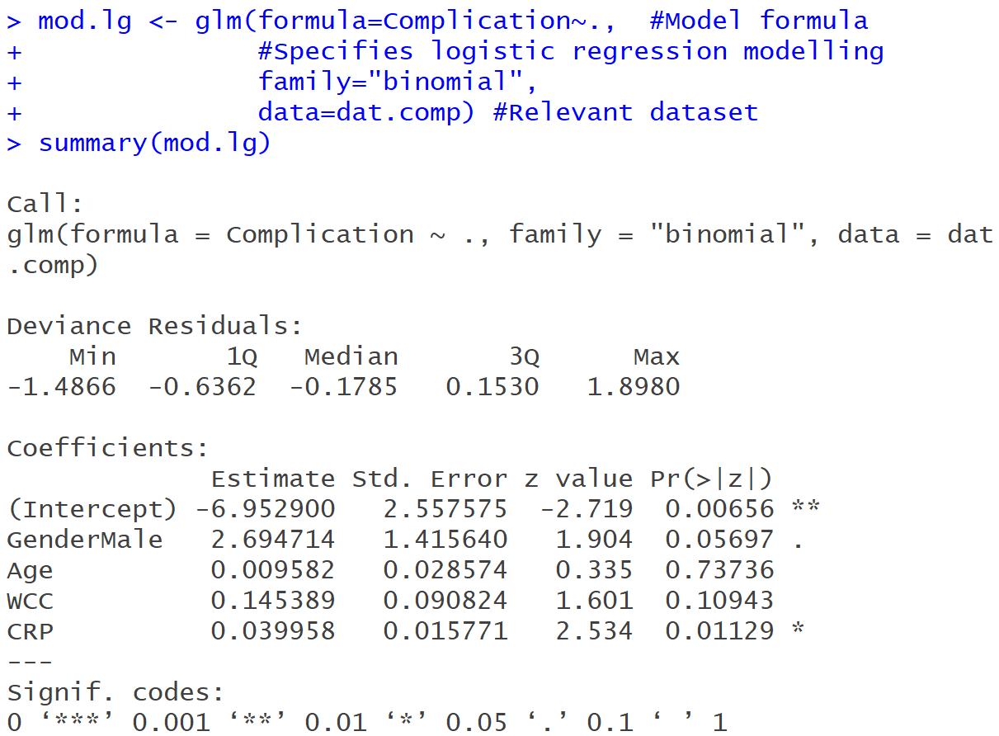 > mod.lg <- glm(formula=Complication~.,  #Model formula
+               #Specifies logistic regression modelling
+               family="binomial",
+               data=dat.comp) #Relevant dataset
> summary(mod.lg)
Call:
glm(formula = Complication ~ ., family = "binomial", data = dat
.comp)
Deviance Residuals:
    Min       1Q   Median       3Q      Max
-1.4866  -0.6362  -0.1785   0.1530   1.8980
Coefficients:
             Estimate Std. Error z value Pr(>|z|)
(Intercept) -6.952900   2.557575  -2.719  0.00656 **
GenderMale   2.694714   1.415640   1.904  0.05697 .
Age          0.009582   0.028574   0.335  0.73736
WCC          0.145389   0.090824   1.601  0.10943
CRP          0.039958   0.015771   2.534  0.01129 *
---
Signif. codes:
0 ‘***’ 0.001 ‘**’ 0.01 ‘*’ 0.05 ‘.’ 0.1 ‘ ’ 1